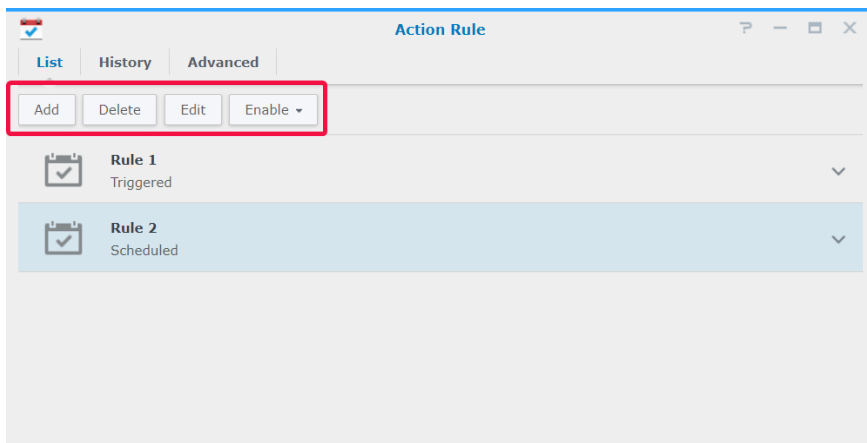 Action Rule
List History Advanced
Add Delete Edit Enable
Rule 1
Triggered
Rule 2
Scheduled